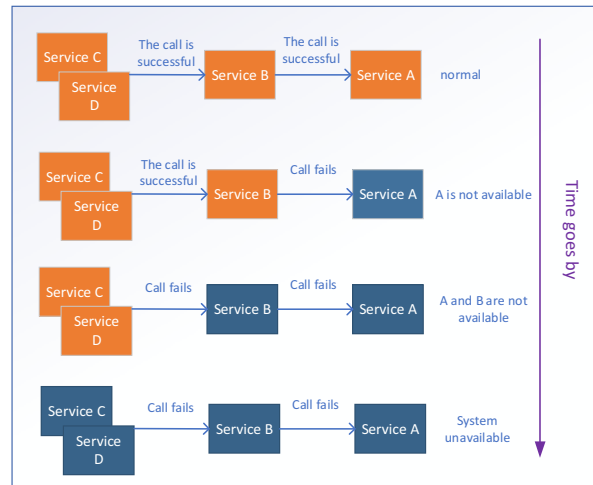 Service C
Service
D
The call is
successful
Service B
The call is
successful
Service A
normal
Service C
Service
D
The call is
successful
Service B
Call fails
Service A
A is not available
Service C
Service
D
Call fails
Service B
Call fails
Service A
A and B are not
available
Service C
Service
D
Call fails
Service B
Call fails
Service A
System
unavailable
Time goes by